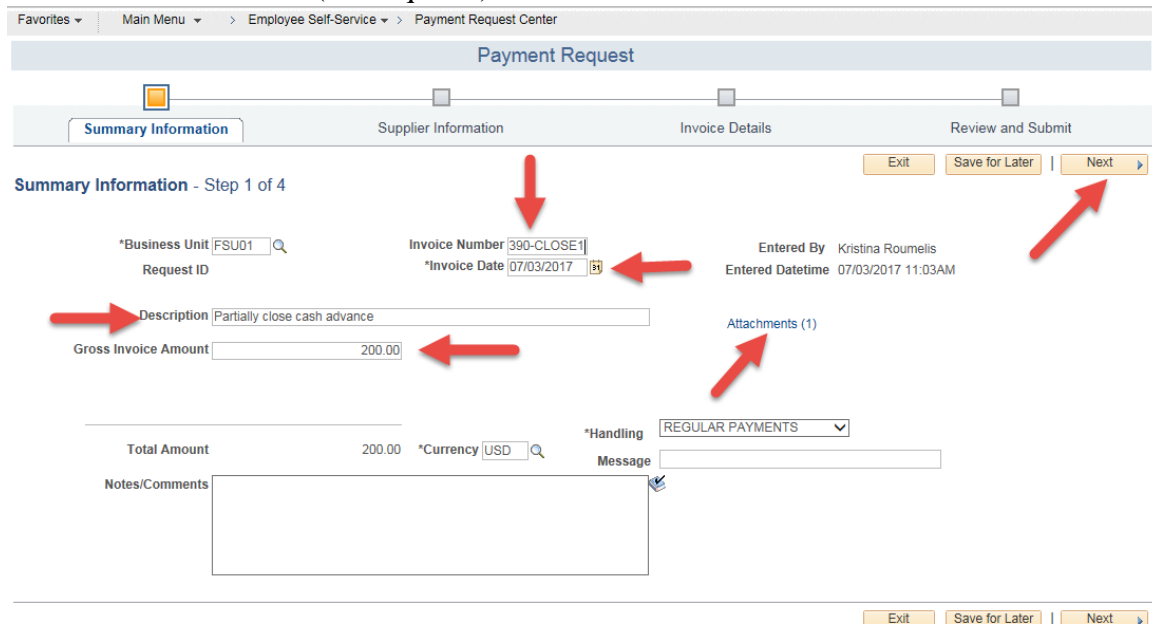 Favorites Main Menu > Employee Self-Service > Payment Request Center
Payment Request
Summary Information Supplier Information Invoice Details Review and Submit
Exit Save for Later | Next
Summary Information - Step 1 of 4
*Business Unit FSU01 Invoice Number 390-CLOSE1 Entered By Kristina Roumelis
Request ID *Invoice Date 07/03/2017 31 Entered Datetime 07/03/2017 11:03AM
Description Partially close cash advance Attachments (1)
Gross Invoice Amount 200.00
*Handling REGULAR PAYMENTS
Total Amount 200.00 *Currency USD Message
Notes/Comments
Exit Save for Later | Next